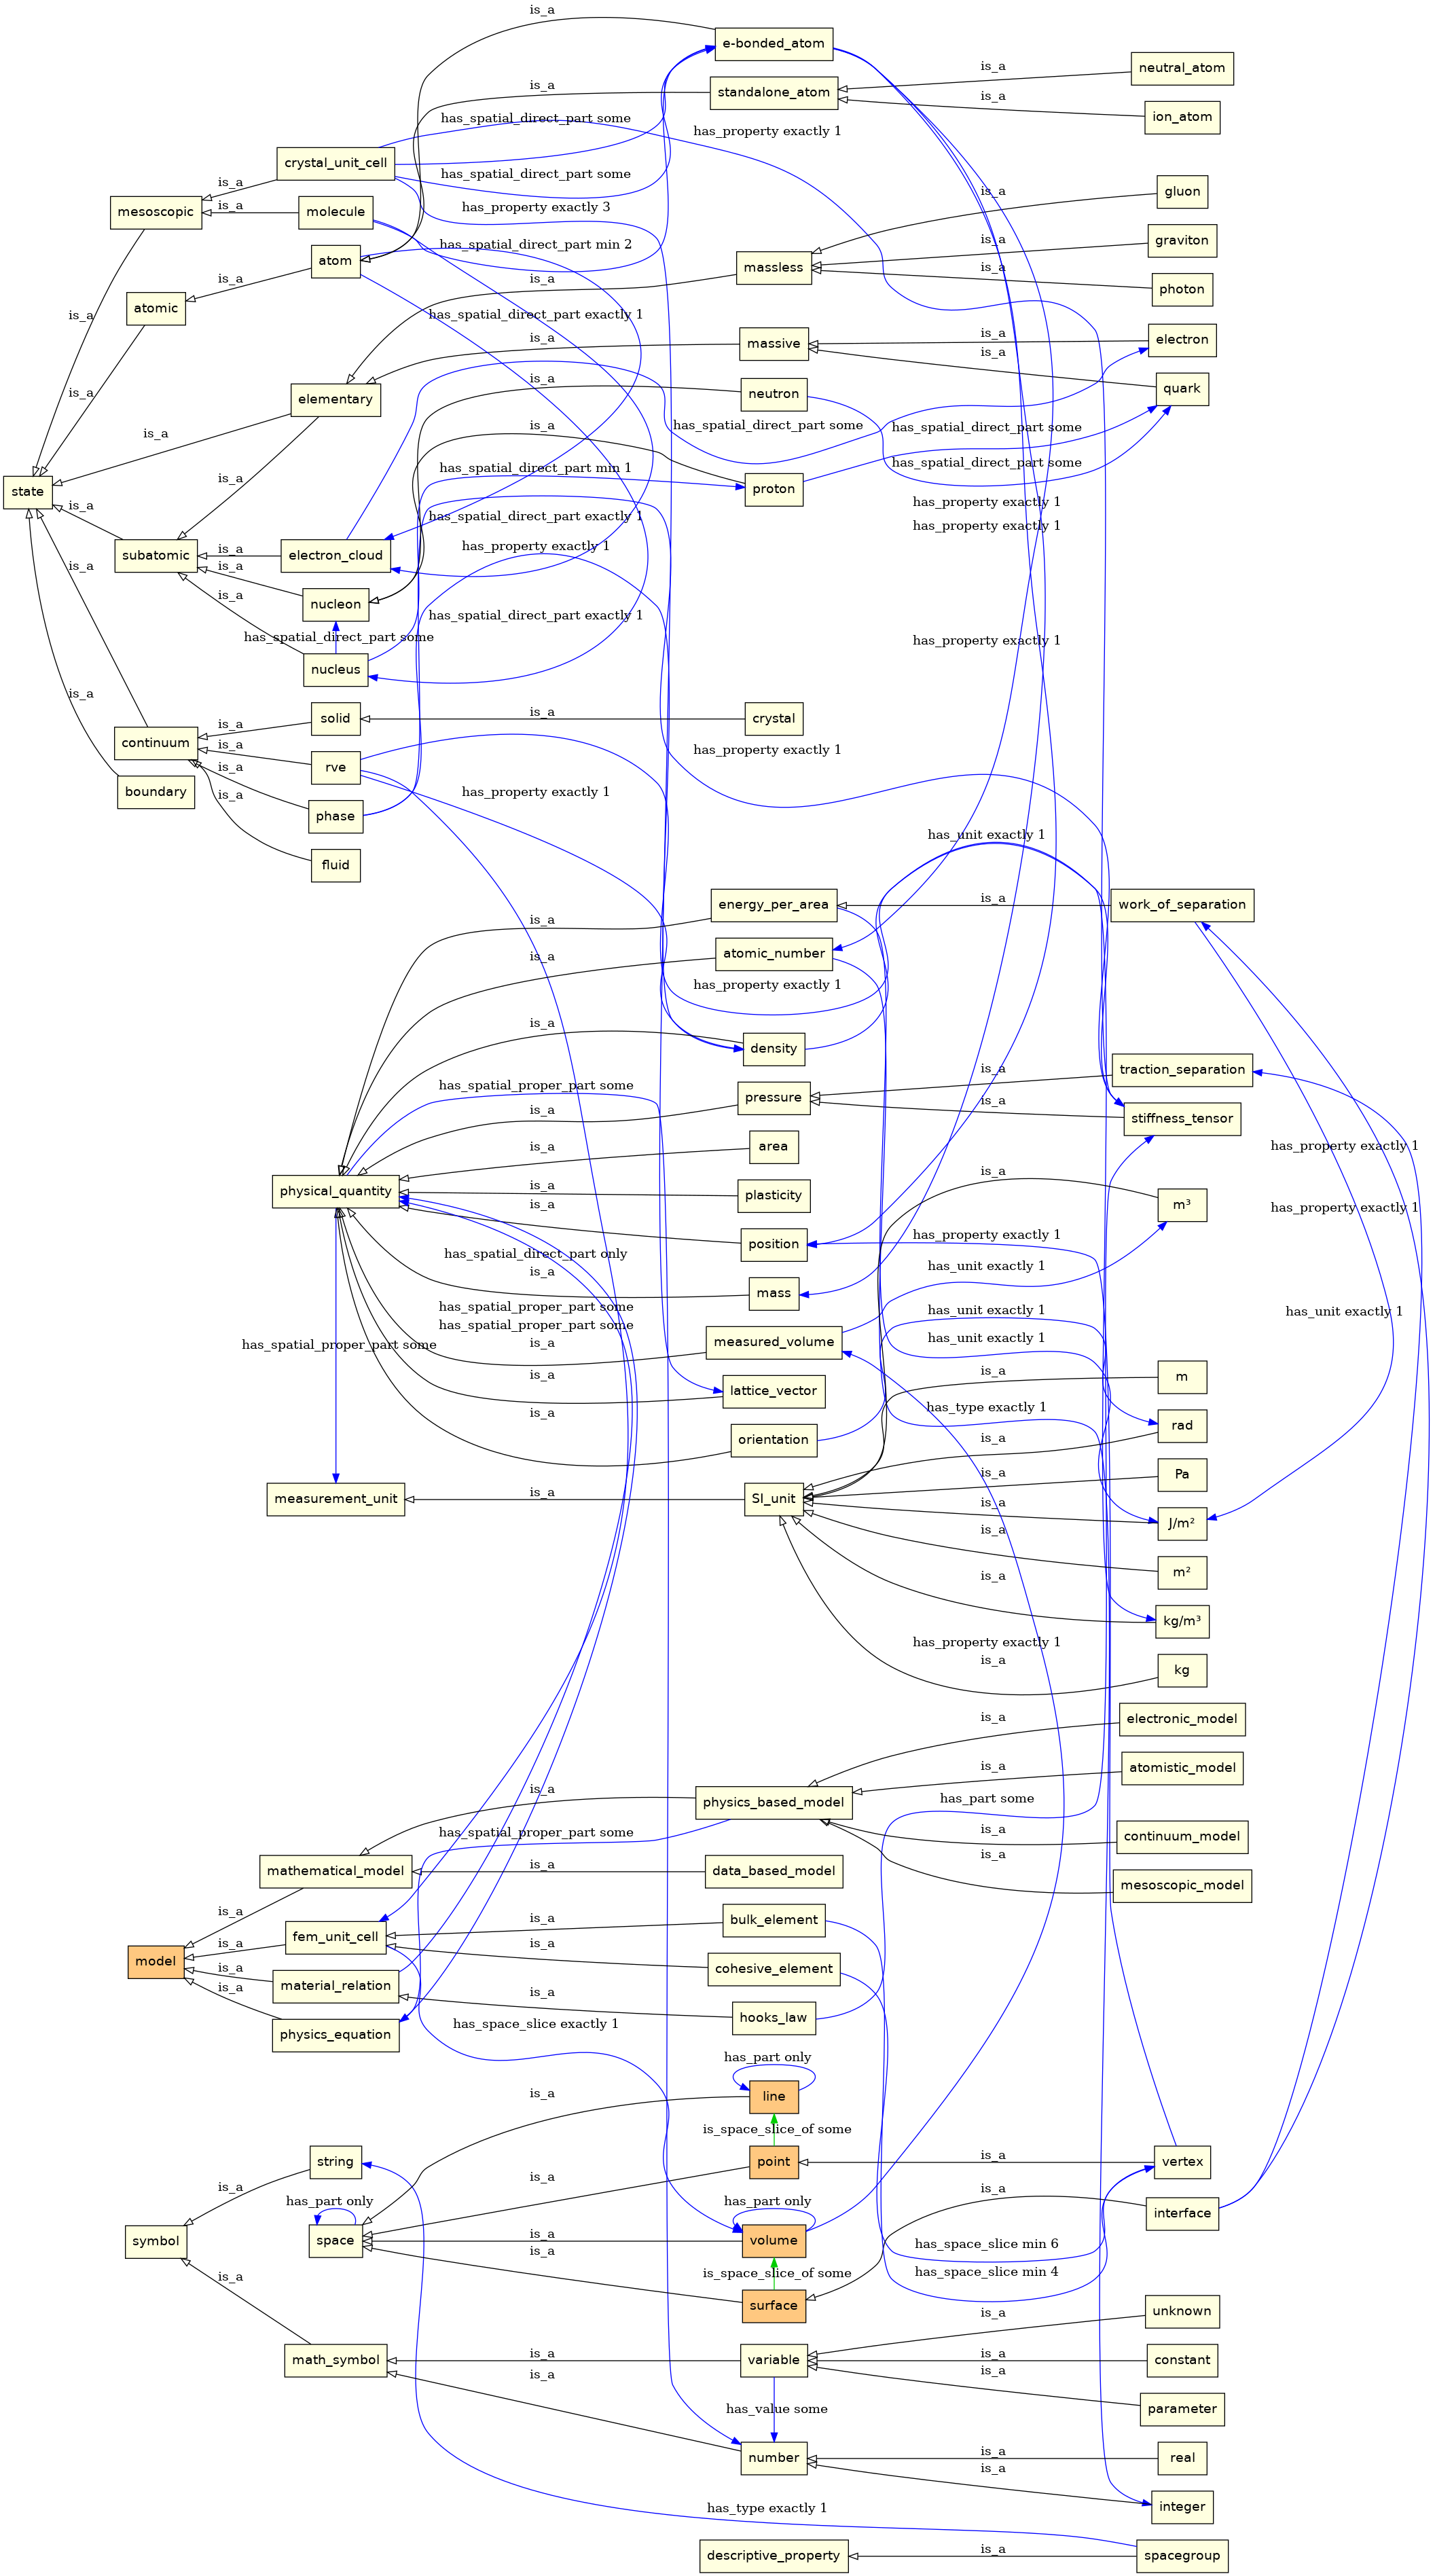 is_a
e-bonded_atom
neutral_atom
is_a
is_a
standalone_atom
is_a
ion_atom
has_spatial_direct_part some
has_property exactly 1
crystal_unit_cell
has_spatial_direct_part some
is_a
is_a
gluon
mesoscopic
is_a
molecule
has_property exactly 3
is_a
graviton
has_spatial_direct_part min 2
atom
massless
is_a
is_a
is_a
photon
atomic
is_a
has_spatial_direct_part exactly 1
is_a
electron
is_a
massive
is_a
is_a
quark
elementary
is_a
neutron
is_a
has_spatial_direct_part some
has_spatial_direct_part some
is_a
is_a
has_spatial_direct_part some
has_spatial_direct_part min 1
is_a
proton
state
is_a
has_property exactly 1
has_spatial_direct_part exactly 1
has_property exactly 1
subatomic
is_a
electron_cloud
has_property exactly 1
is_a
is_a
nucleon
is_a
has_spatial_direct_part exactly 1
has_spatial_direct_part some
has_property exactly 1
nucleus
is_a
solid
is_a
crystal
is_a
continuum
is_a
has_property exactly 1
rve
is_a
boundary
is_a
has_property exactly 1
phase
has_unit exactly 1
fluid
energy_per_area
is_a
work_of_separation
is_a
is_a
atomic_number
has_property exactly 1
is_a
density
is_a
traction_separation
has_spatial_proper_part some
pressure
is_a
is_a
stiffness_tensor
is_a
area
has_property exactly 1
is_a
physical_quantity
is_a
plasticity
m³
is_a
has_property exactly 1
position
has_property exactly 1
has_spatial_direct_part only
is_a
has_unit exactly 1
mass
has_spatial_proper_part some
has_unit exactly 1
has_unit exactly 1
has_spatial_proper_part some
has_spatial_proper_part some
is_a
measured_volume
has_unit exactly 1
is_a
is_a
m
lattice_vector
has_type exactly 1
is_a
rad
orientation
is_a
is_a
Pa
measurement_unit
is_a
SI_unit
is_a
J/m²
is_a
m²
is_a
kg/m³
has_property exactly 1
is_a
kg
is_a
electronic_model
is_a
is_a
atomistic_model
physics_based_model
has_part some
has_spatial_proper_part some
is_a
continuum_model
mathematical_model
is_a
data_based_model
is_a
mesoscopic_model
is_a
is_a
bulk_element
fem_unit_cell
is_a
is_a
model
is_a
cohesive_element
material_relation
is_a
is_a
hooks_law
physics_equation
has_space_slice exactly 1
has_part only
is_a
line
is_space_slice_of some
string
is_a
point
is_a
vertex
is_a
is_a
has_part only
has_part only
interface
symbol
space
is_a
volume
has_space_slice min 6
is_a
is_space_slice_of some
has_space_slice min 4
is_a
surface
is_a
unknown
math_symbol
is_a
variable
is_a
constant
is_a
is_a
has_value some
parameter
number
is_a
real
is_a
has_type exactly 1
integer
descriptive_property
is_a
spacegroup